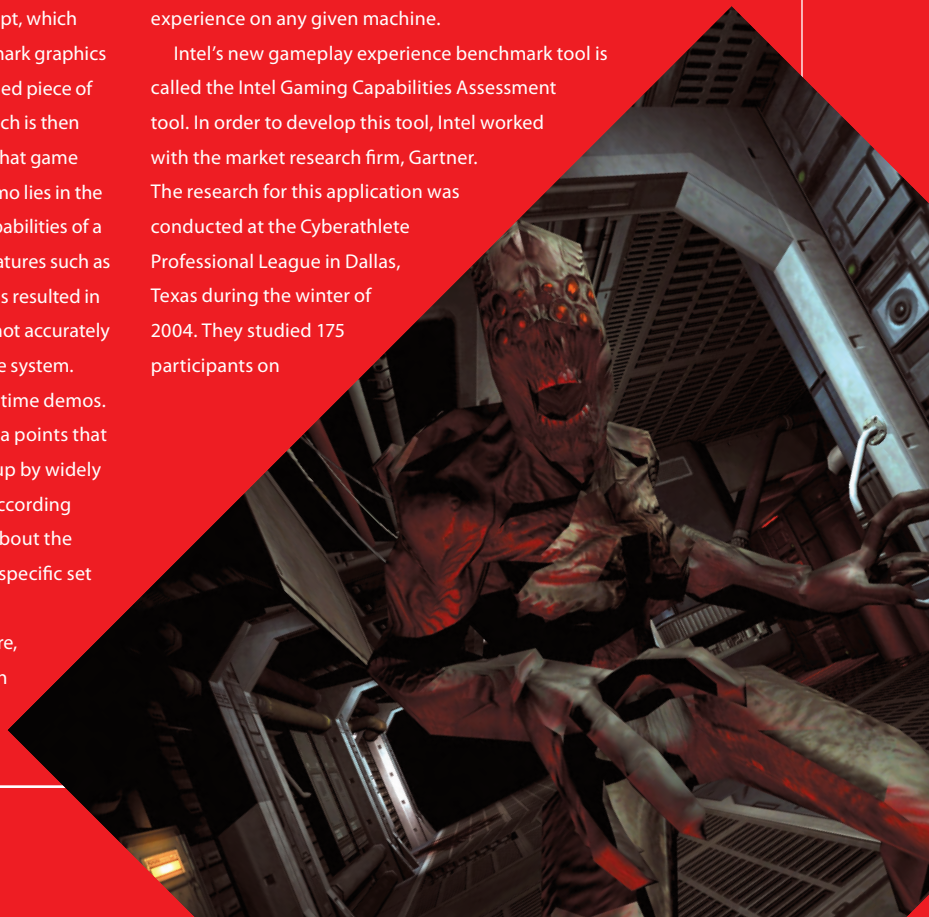 pt, which
mark graphics
ed piece of
ch is then
hat game
mo lies in the
pabilities of a
atures such as
s resulted in
not accurately
e system.
time demos.
a points that
up by widely
ccording
bout the
specific set
re,
n
experience on any given machine.
Intel's new gameplay experience benchmark tool is
called the Intel Gaming Capabilities Assessment
tool. In order to develop this tool, Intel worked
with the market research firm, Gartner.
The research for this application was
conducted at the Cyberathlete
Professional League in Dallas,
Texas during the winter of
2004. They studied 175
participants on